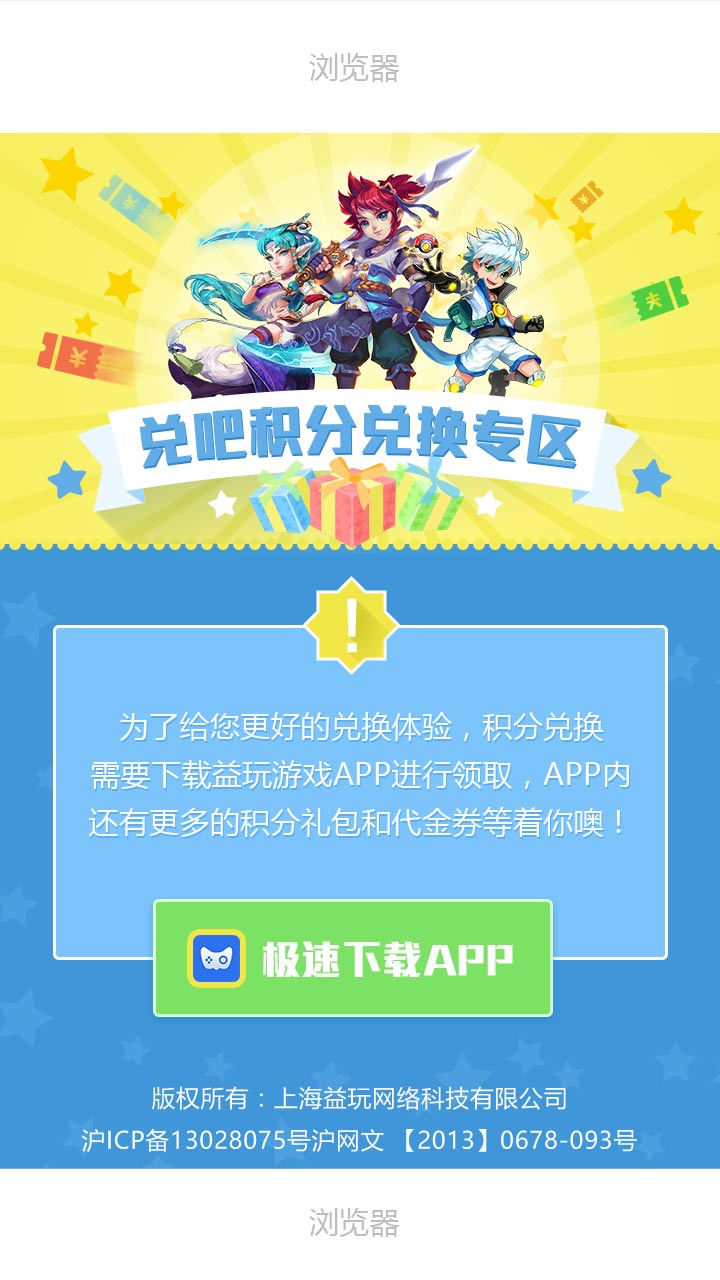 浏览器
兑吧积分兑换专区
为了给您更好的兑换体验，积分兑换
需要下载益玩游戏APP进行领取，APP内
还有更多的积分礼包和代金券等着你噢！
极速下载APP
版权所有：上海益玩网络科技有限公司
沪ICP备13028075号沪网文 【2013】0678-093号
浏览器